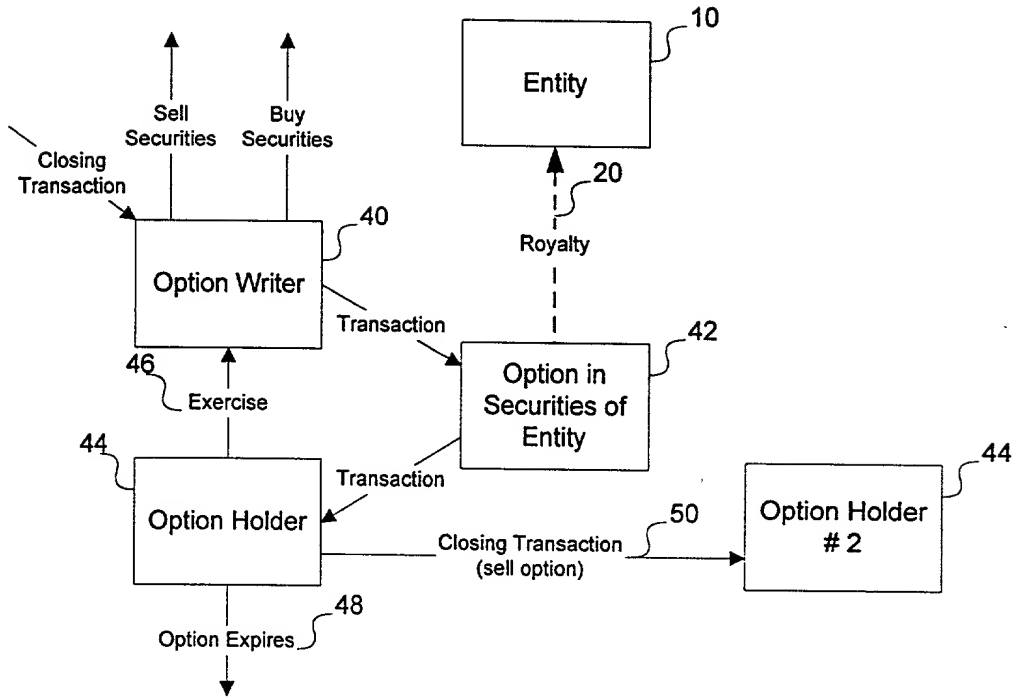 10
Entity
Sell
Securities
Buy
Securities
Closing
Transaction
20
40
Royalty
Option Writer
Transaction
42
46
Option in
Securities of
Entity
Exercise
44
Transaction
44
Option Holder
50
Option Holder
# 2
Closing Transaction
(sell option)
48
Option Expires